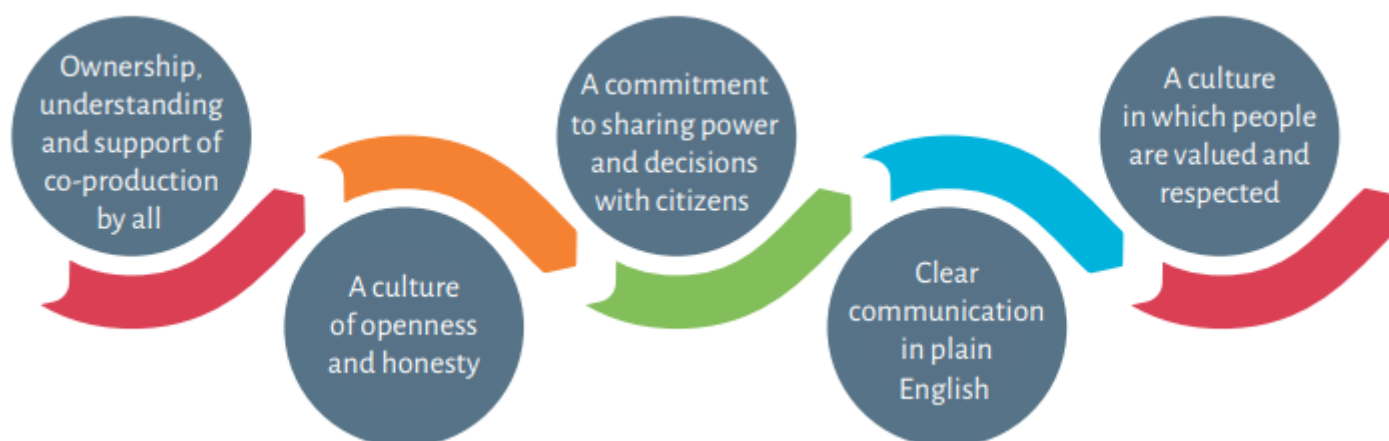 Ownership,
understanding
and support of
co-production
by all
A culture
of openness
and honesty
A commitment
to sharing power
and decisions
with citizens
Clear
communication
in plain
English
A culture
in which people
are valued and
respected